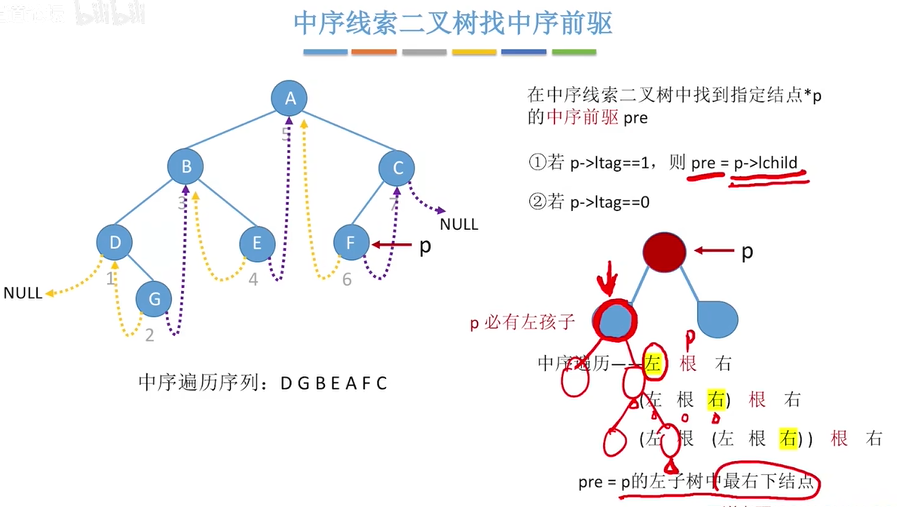 bilibili
中序线索二叉树找中序前驱
在中序线索二叉树中找到指定结点*p
的中序前驱 pre
①若 p->ltag==1，则 pre = p->lchild
②若 p->ltag==0
A
5
B
3
C
7
NULL
D
1
E
4
F
6
p
NULL
G
2
中序遍历序列：D G B E A F C
p
p 必有左孩子
p
中序遍历——左 根 右
(左 根 右) 根 右
(左 根 (左 根 右) ) 根 右
pre = p的左子树中最右下结点